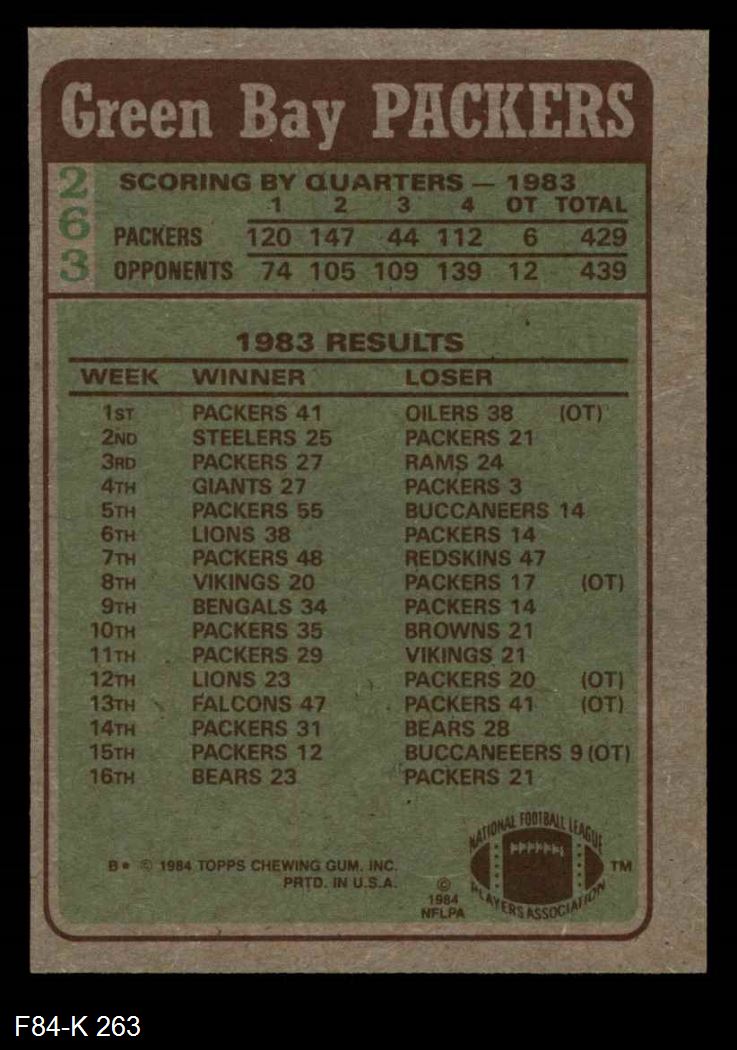 Green Bay PACKERS
263
SCORING BY QUARTERS — 1983
1 2 3 4 OT TOTAL
PACKERS 120 147 44 112 6 429
OPPONENTS 74 105 109 139 12 439
1983 RESULTS
WEEK WINNER LOSER
1ST PACKERS 41 OILERS 38 (OT)
2ND STEELERS 25 PACKERS 21
3RD PACKERS 27 RAMS 24
4TH GIANTS 27 PACKERS 3
5TH PACKERS 55 BUCCANEERS 14
6TH LIONS 38 PACKERS 14
7TH PACKERS 48 REDSKINS 47
8TH VIKINGS 20 PACKERS 17 (OT)
9TH BENGALS 34 PACKERS 14
10TH PACKERS 35 BROWNS 21
11TH PACKERS 29 VIKINGS 21
12TH LIONS 23 PACKERS 20 (OT)
13TH FALCONS 47 PACKERS 41 (OT)
14TH PACKERS 31 BEARS 28
15TH PACKERS 12 BUCCANEEERS 9 (OT)
16TH BEARS 23 PACKERS 21
B* © 1984 TOPPS CHEWING GUM, INC.
PRTD. IN U.S.A.
©
1984
NFLPA
NATIONAL FOOTBALL LEAGUE
PLAYERS ASSOCIATION
TM
F84-K 263